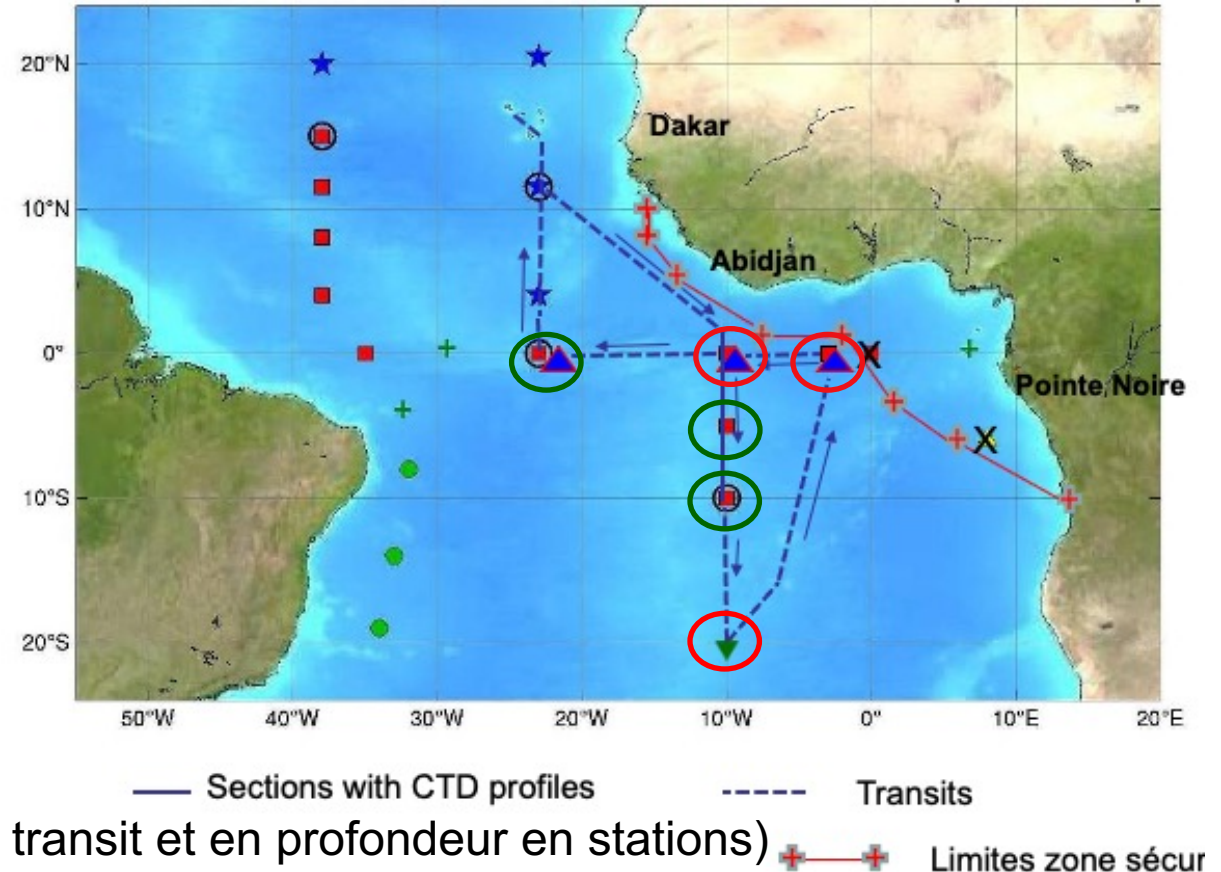 20°N
Dakar
10°N
Abidjan
0°
Pointe Noire
X
X
10°S
20°S
50°W 40°W 30°W 20°W 10°W 0° 10°E 20°E
Sections with CTD profiles Transits
transit et en profondeur en stations)
Limites zone sécur